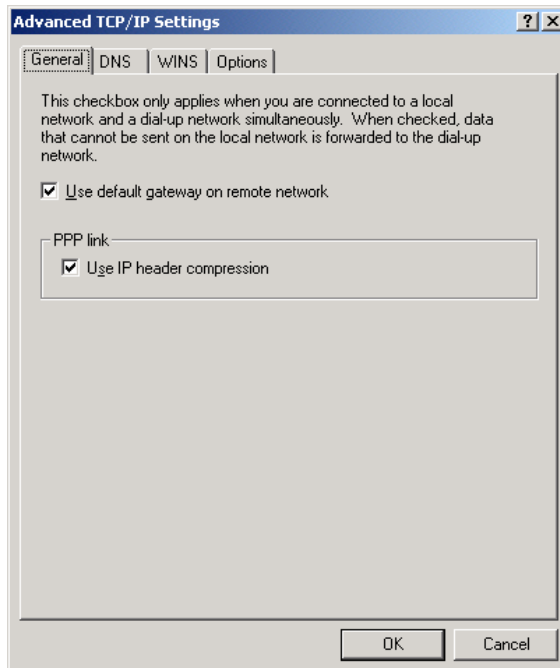 Advanced TCP/IP Settings
General DNS WINS Options
This checkbox only applies when you are connected to a local
network and a dial-up network simultaneously. When checked, data
that cannot be sent on the local network is forwarded to the dial-up
network.
Use default gateway on remote network
PPP link
Use IP header compression
OK Cancel